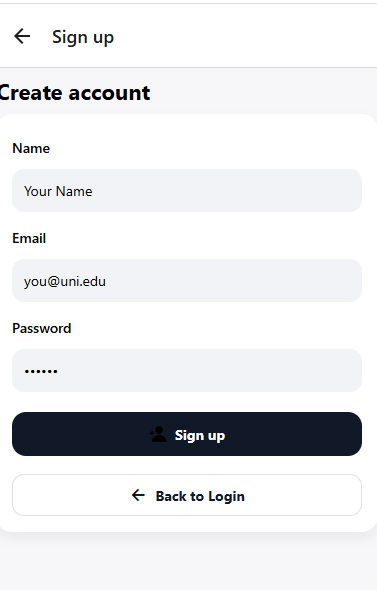 Sign up
Create account
Name
Your Name
Email
you@uni.edu
Password
••••••
Sign up
Back to Login